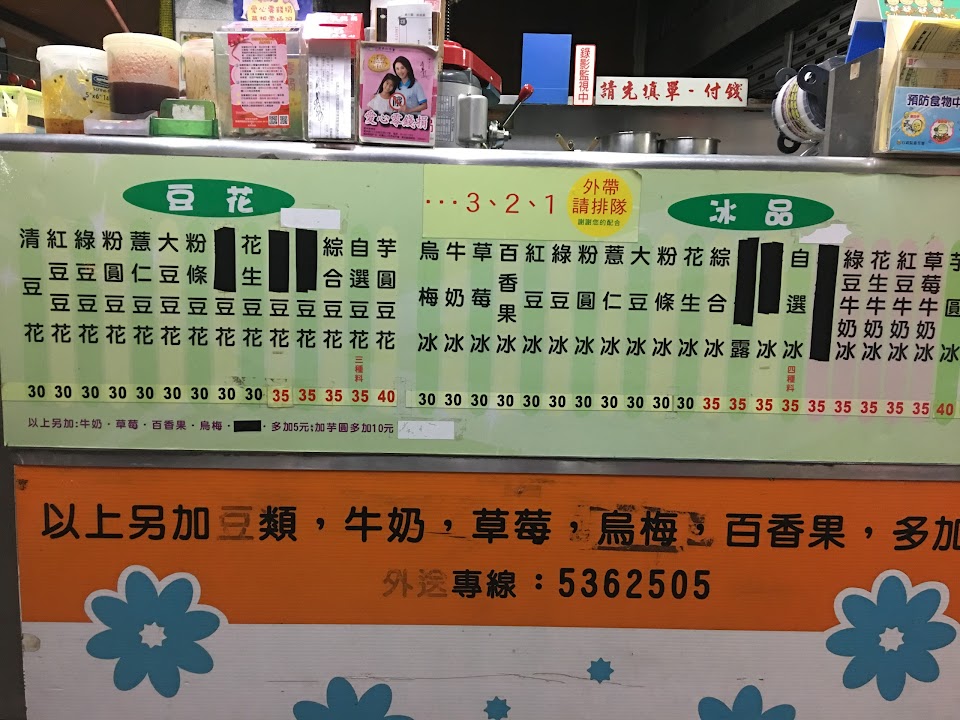 愛心零錢捐
錄影監視中
請先填單-付錢
預防食物中
豆花
...3、2、1
外帶
請排隊
謝謝您的配合
冰品
清豆花 30
紅豆豆花 30
綠豆豆花 30
粉圓豆花 30
薏仁豆花 30
大豆豆花 30
粉條豆花 30
豆花 30
花生豆花 30
豆花 35
豆花 35
綜合豆花 35
自選豆花 三種料 35
芋圓豆花 40
烏梅冰 30
牛奶冰 30
草莓冰 30
百香果冰 30
紅豆冰 30
綠豆冰 30
粉圓冰 30
薏仁冰 30
大豆冰 30
粉條冰 30
花生冰 30
綜合冰 35
露 35
冰 35
自選冰 四種料 35
35
綠豆牛奶冰 35
花生牛奶冰 35
紅豆牛奶冰 35
草莓牛奶冰 35
芋圓冰 40
以上另加:牛奶·草莓·百香果·烏梅· ·多加5元;加芋圓多加10元
以上另加豆類，牛奶，草莓，烏梅，百香果，多加
外送專線：5362505